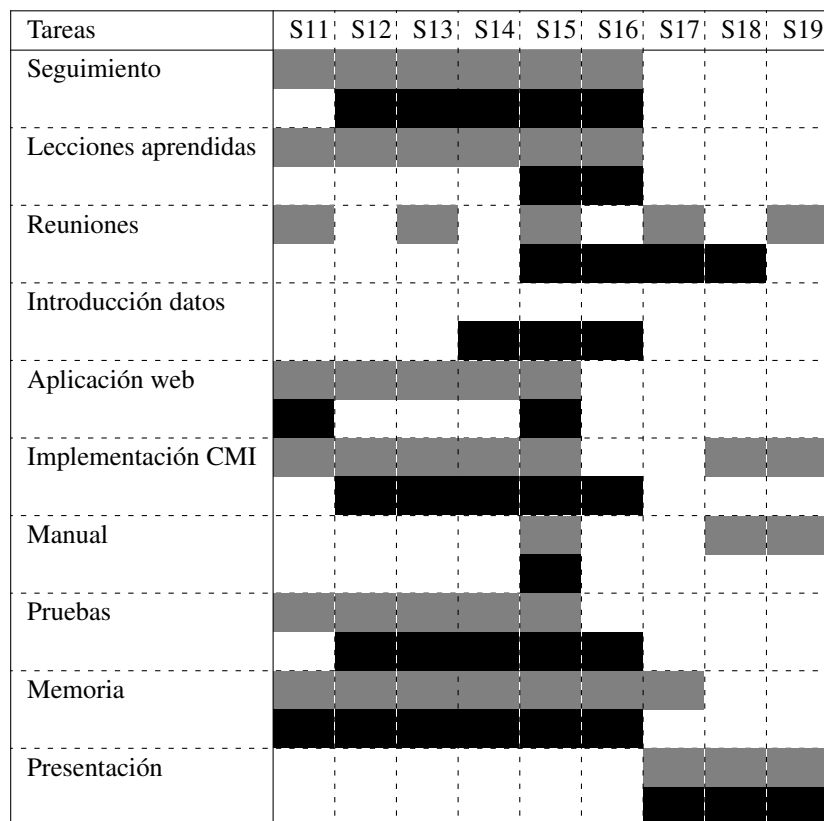 Tareas S11 S12 S13 S14 S15 S16 S17 S18 S19
Seguimiento
Lecciones aprendidas
Reuniones
Introducción datos
Aplicación web
Implementación CMI
Manual
Pruebas
Memoria
Presentación